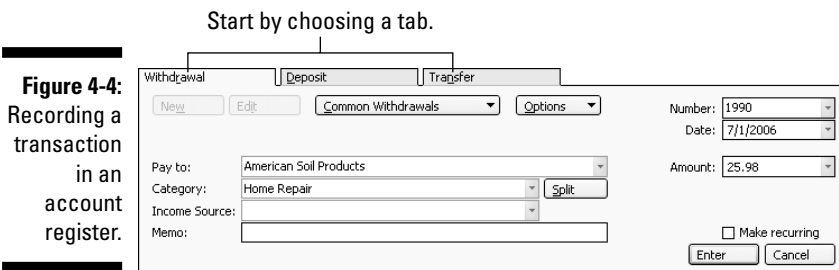 Start by choosing a tab.
Figure 4-4:
Recording a
transaction
in an
account
register.
Withdrawal Deposit Transfer
New Edit Common Withdrawals Options
Number: 1990
Date: 7/1/2006
Pay to: American Soil Products Amount: 25.98
Category: Home Repair Split
Income Source:
Memo: Make recurring
Enter Cancel